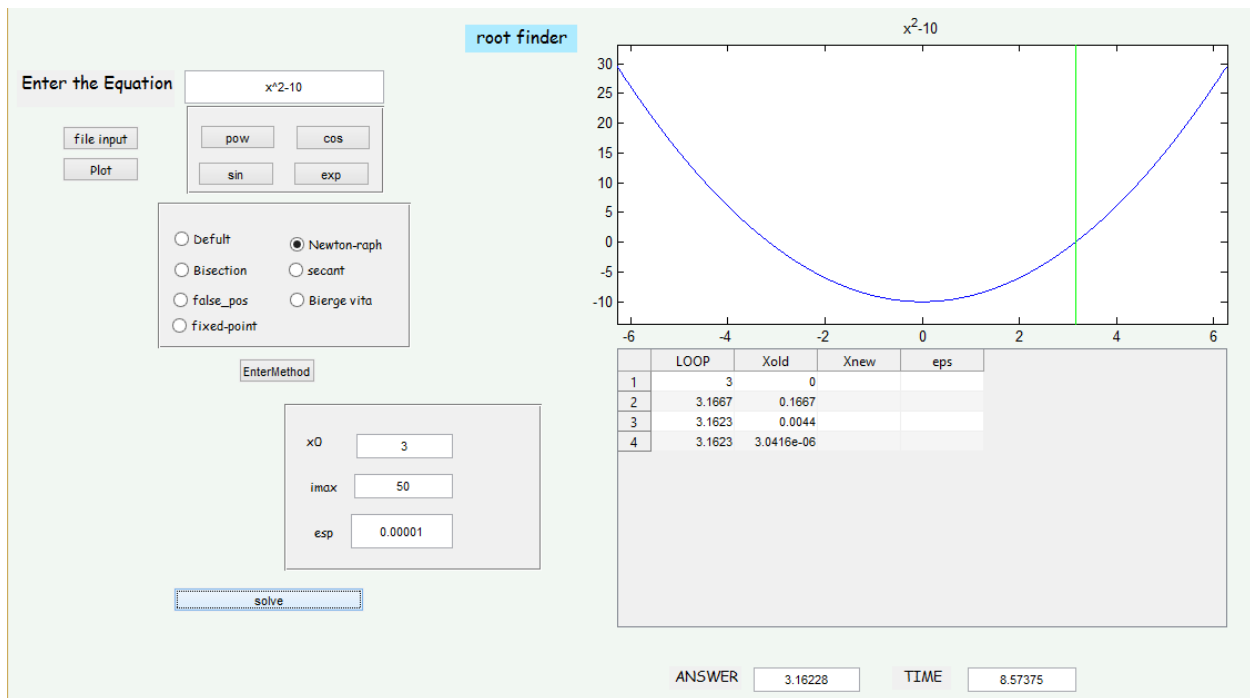 root finder
Enter the Equation
x^2-10
file input
Plot
pow
cos
sin
exp
Defult
Newton-raph
Bisection
secant
false_pos
Bierge vita
fixed-point
EnterMethod
x0
3
imax
50
esp
0.00001
solve
x²-10
30
25
20
15
10
5
0
-5
-10
-6 -4 -2 0 2 4 6
LOOP Xold Xnew eps
1 3 0
2 3.1667 0.1667
3 3.1623 0.0044
4 3.1623 3.0416e-06
ANSWER 3.16228 TIME 8.57375